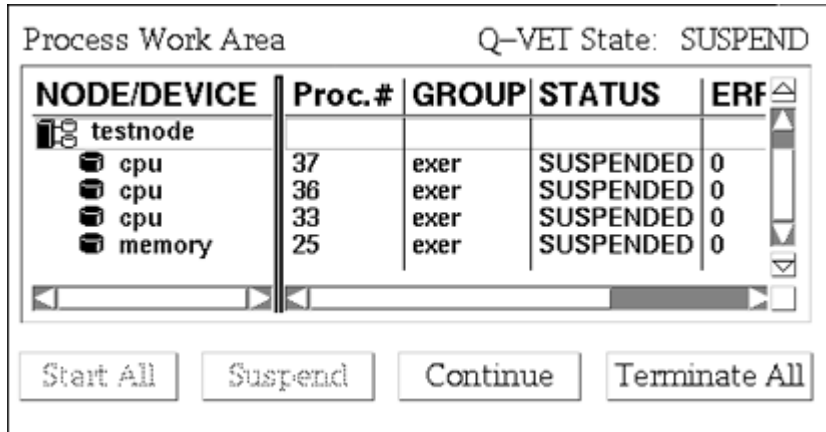 Process Work Area Q–VET State: SUSPEND
NODE/DEVICE Proc.# GROUP STATUS ERR
testnode
cpu 37 exer SUSPENDED 0
cpu 36 exer SUSPENDED 0
cpu 33 exer SUSPENDED 0
memory 25 exer SUSPENDED 0
Start All Suspend Continue Terminate All